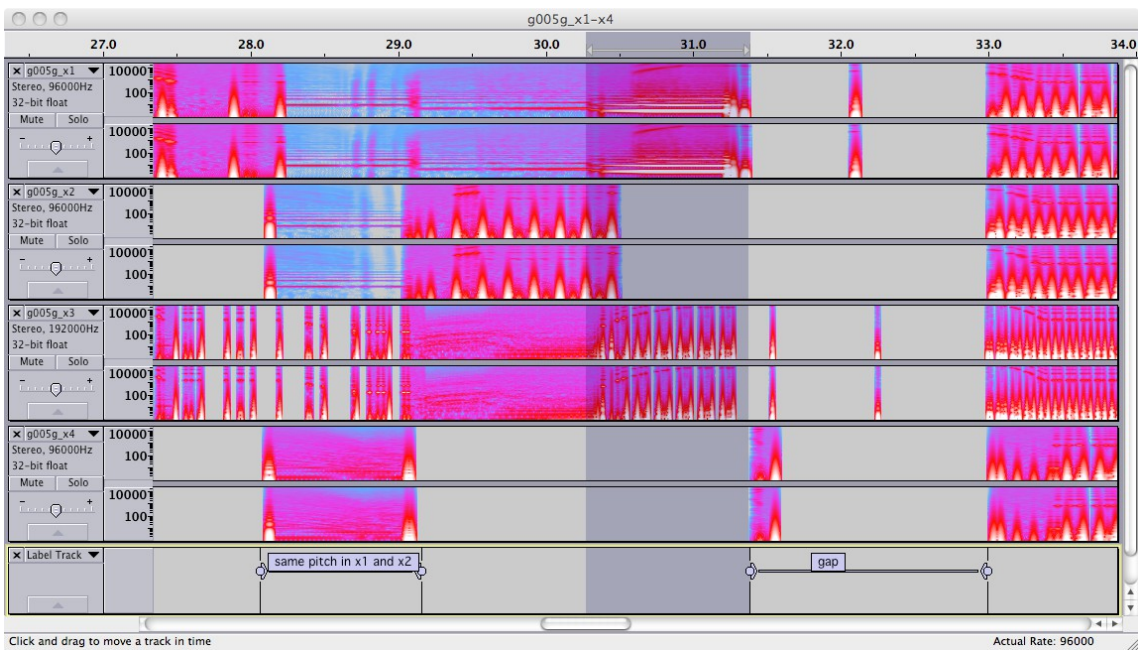 g005g_x1-x4
27.0 28.0 29.0 30.0 31.0 32.0 33.0 34.0
g005g_x1
Stereo, 96000Hz
32-bit float
Mute Solo
- +
10000
100
10000
100
g005g_x2
Stereo, 96000Hz
32-bit float
Mute Solo
- +
10000
100
10000
100
g005g_x3
Stereo, 192000Hz
32-bit float
Mute Solo
- +
10000
100
10000
100
g005g_x4
Stereo, 96000Hz
32-bit float
Mute Solo
- +
10000
100
10000
100
Label Track
same pitch in x1 and x2 gap
Click and drag to move a track in time Actual Rate: 96000